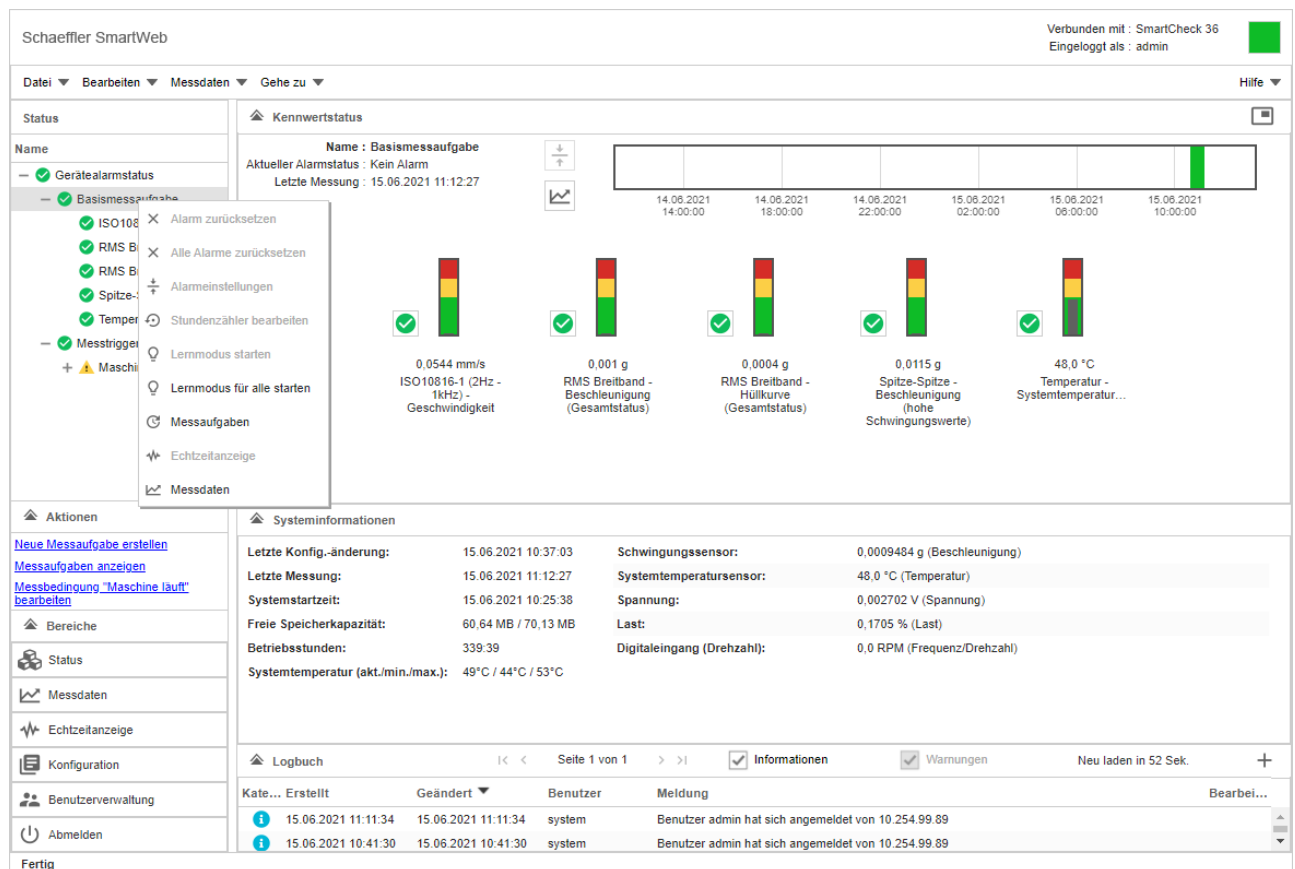 Schaeffler SmartWeb
Verbunden mit : SmartCheck 36
Eingeloggt als : admin
Datei Bearbeiten Messdaten Gehe zu Hilfe
Status
Name
Gerätealarmstatus
Basismessaufgabe
ISO108
RMS B
RMS B
Spitze-S
Temper
Messtrigger
Maschi
Alarm zurücksetzen
Alle Alarme zurücksetzen
Alarmeinstellungen
Stundenzähler bearbeiten
Lernmodus starten
Lernmodus für alle starten
Messaufgaben
Echtzeitanzeige
Messdaten
Kennwertstatus
Name : Basismessaufgabe
Aktueller Alarmstatus : Kein Alarm
Letzte Messung : 15.06.2021 11:12:27
14.06.2021 14:00:00
14.06.2021 18:00:00
14.06.2021 22:00:00
15.06.2021 02:00:00
15.06.2021 06:00:00
15.06.2021 10:00:00
0,0544 mm/s
ISO10816-1 (2Hz -
1kHz) -
Geschwindigkeit
0,001 g
RMS Breitband -
Beschleunigung
(Gesamtstatus)
0,0004 g
RMS Breitband -
Hüllkurve
(Gesamtstatus)
0,0115 g
Spitze-Spitze -
Beschleunigung
(hohe
Schwingungswerte)
48,0 °C
Temperatur -
Systemtemperatur...
Aktionen
Neue Messaufgabe erstellen
Messaufgaben anzeigen
Messbedingung "Maschine läuft"
bearbeiten
Bereiche
Status
Messdaten
Echtzeitanzeige
Konfiguration
Benutzerverwaltung
Abmelden
Systeminformationen
Letzte Konfig.-änderung: 15.06.2021 10:37:03
Letzte Messung: 15.06.2021 11:12:27
Systemstartzeit: 15.06.2021 10:25:38
Freie Speicherkapazität: 60,64 MB / 70,13 MB
Betriebsstunden: 339:39
Systemtemperatur (akt./min./max.): 49°C / 44°C / 53°C
Schwingungssensor: 0,0009484 g (Beschleunigung)
Systemtemperatursensor: 48,0 °C (Temperatur)
Spannung: 0,002702 V (Spannung)
Last: 0,1705 % (Last)
Digitaleingang (Drehzahl): 0,0 RPM (Frequenz/Drehzahl)
Logbuch Seite 1 von 1 Informationen Warnungen Neu laden in 52 Sek.
Kate... Erstellt Geändert Benutzer Meldung Bearbei...
15.06.2021 11:11:34 15.06.2021 11:11:34 system Benutzer admin hat sich angemeldet von 10.254.99.89
15.06.2021 10:41:30 15.06.2021 10:41:30 system Benutzer admin hat sich angemeldet von 10.254.99.89
Fertig